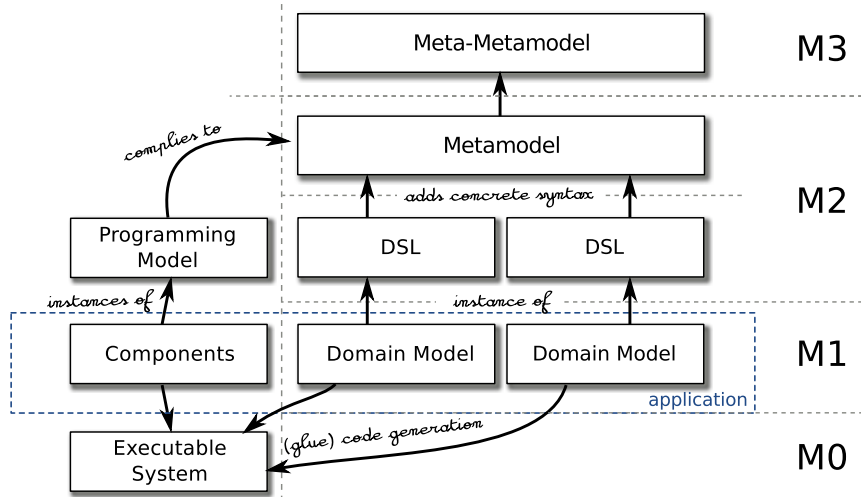 Meta-Metamodel
M3
complies to
Metamodel
adds concrete syntax
M2
Programming
Model
DSL
DSL
instances of
instance of
Components
Domain Model
Domain Model
M1
application
Executable
System
(glue) code generation
M0